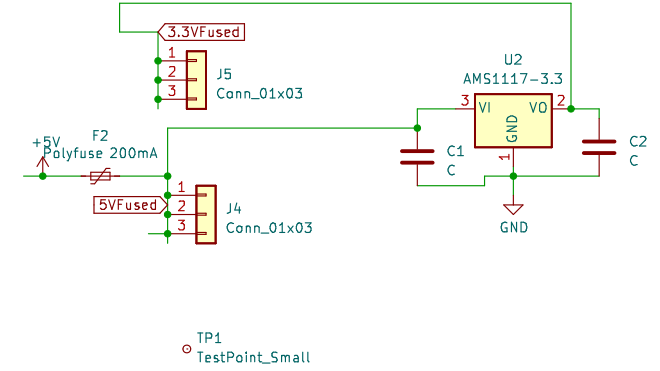 3.3VFused
1
2
3
J5
Conn_01x03
U2
AMS1117-3.3
3
VI
VO
2
GND
1
C1
C
C2
C
GND
+5V
F2
Polyfuse 200mA
5VFused
1
2
3
J4
Conn_01x03
TP1
TestPoint_Small